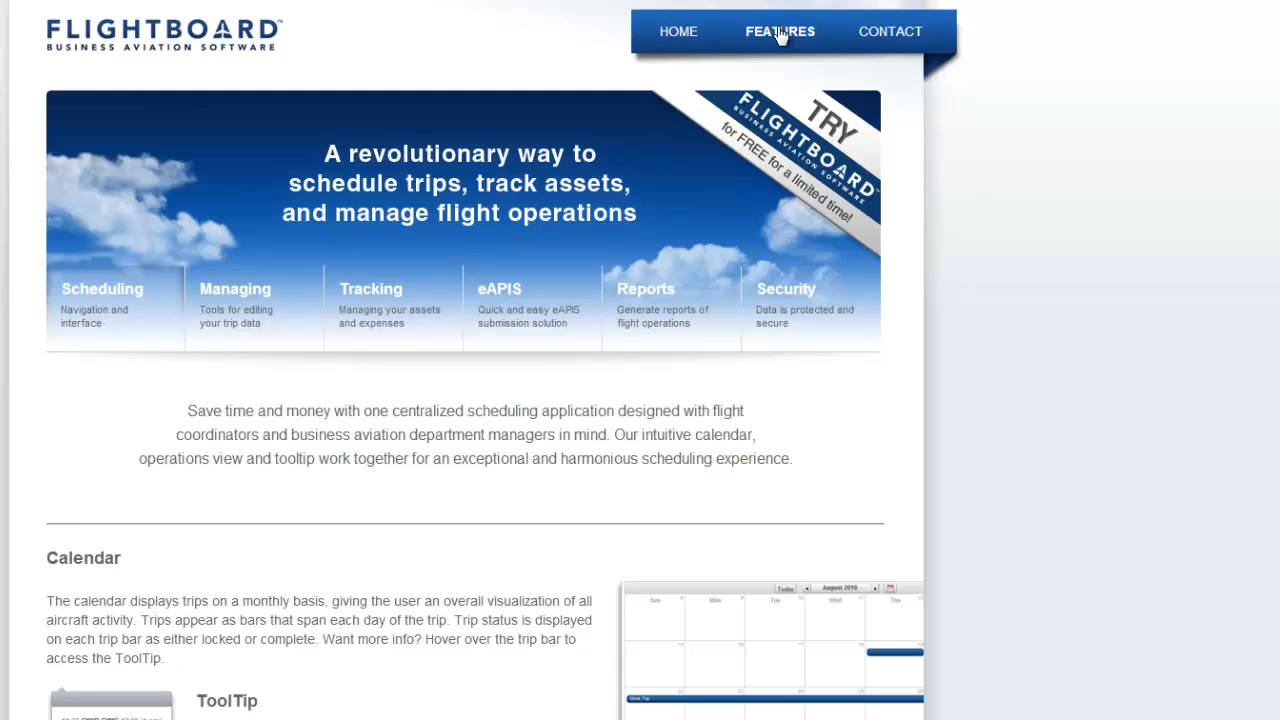 FLIGHTBOARD™
BUSINESS AVIATION SOFTWARE
HOME FEATURES CONTACT
A revolutionary way to
schedule trips, track assets,
and manage flight operations
TRY
FLIGHTBOARD™
BUSINESS AVIATION SOFTWARE
for FREE for a limited time!
Scheduling
Navigation and
interface
Managing
Tools for editing
your trip data
Tracking
Managing your assets
and expenses
eAPIS
Quick and easy eAPIS
submission solution
Reports
Generate reports of
flight operations
Security
Data is protected and
secure
Save time and money with one centralized scheduling application designed with flight
coordinators and business aviation department managers in mind. Our intuitive calendar,
operations view and tooltip work together for an exceptional and harmonious scheduling experience.
Calendar
The calendar displays trips on a monthly basis, giving the user an overall visualization of all
aircraft activity. Trips appear as bars that span each day of the trip. Trip status is displayed
on each trip bar as either locked or complete. Want more info? Hover over the trip bar to
access the ToolTip.
Today August 2010
Sun Mon Tue Wed Thu
ToolTip